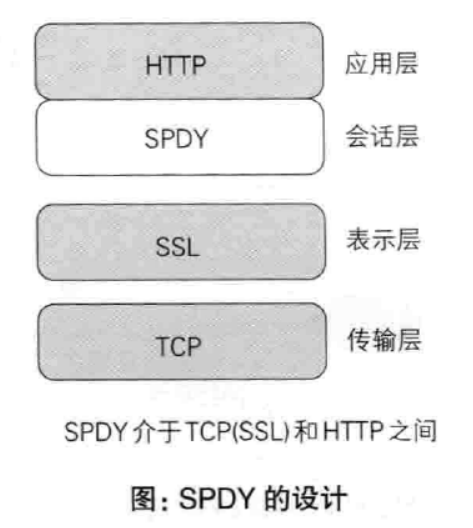 HTTP 应用层
SPDY 会话层
SSL 表示层
TCP 传输层
SPDY 介于 TCP(SSL) 和 HTTP 之间
图：SPDY 的设计